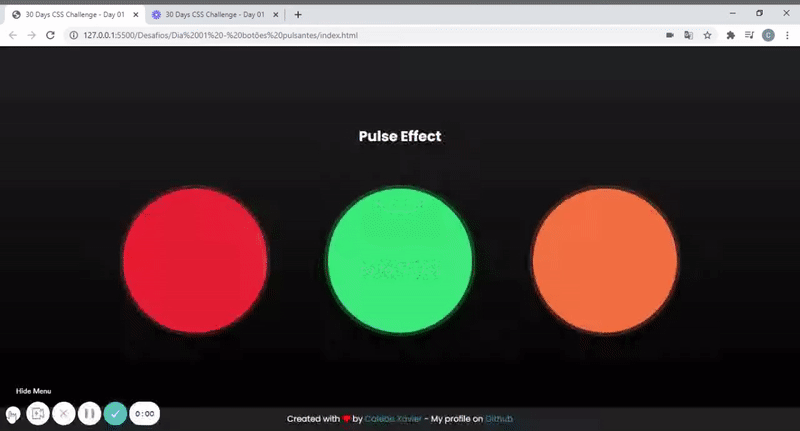 30 Days CSS Challenge - Day 01
30 Days CSS Challenge - Day 01
127.0.0.1:5500/Desafios/Dia%2001%20-%20botões%20pulsantes/index.html
C
Pulse Effect
Hide Menu
0:00
Created with ❤ by Calebe Xavier - My profile on Github